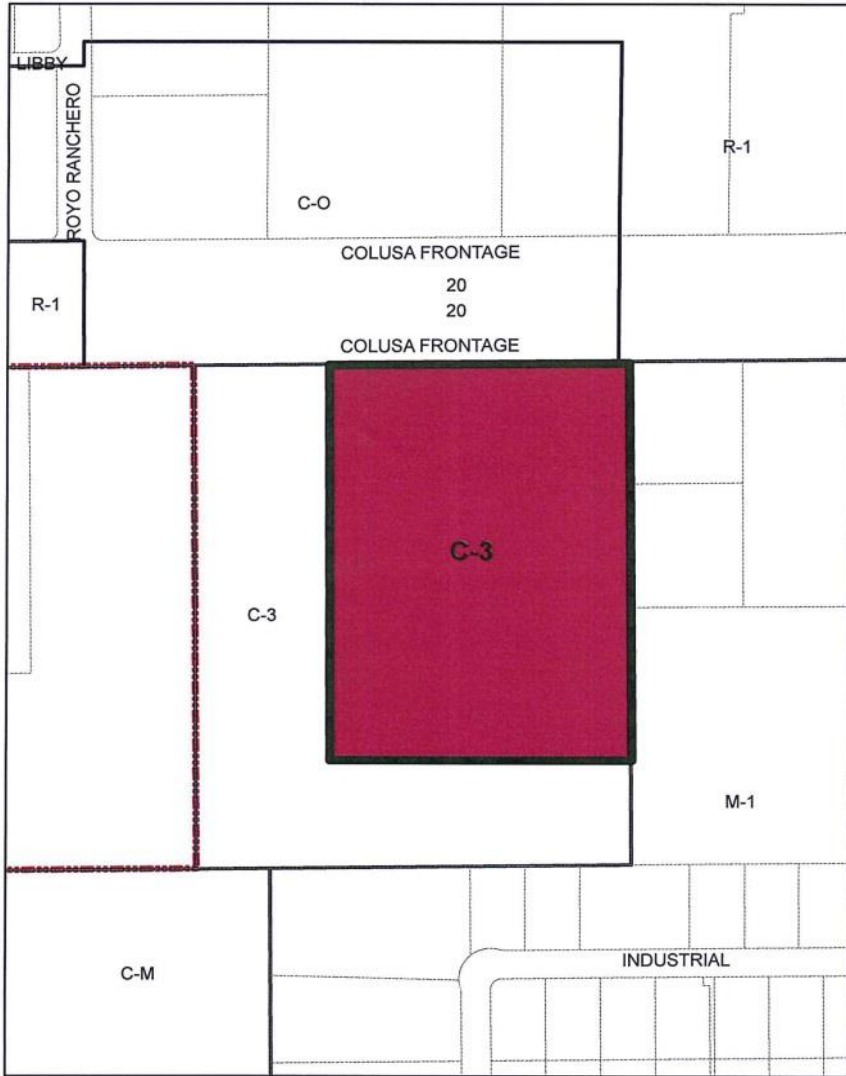 LIBBY
ROYO RANCHERO
R-1
C-O
COLUSA FRONTAGE
20
R-1
20
COLUSA FRONTAGE
C-3
C-3
M-1
INDUSTRIAL
C-M